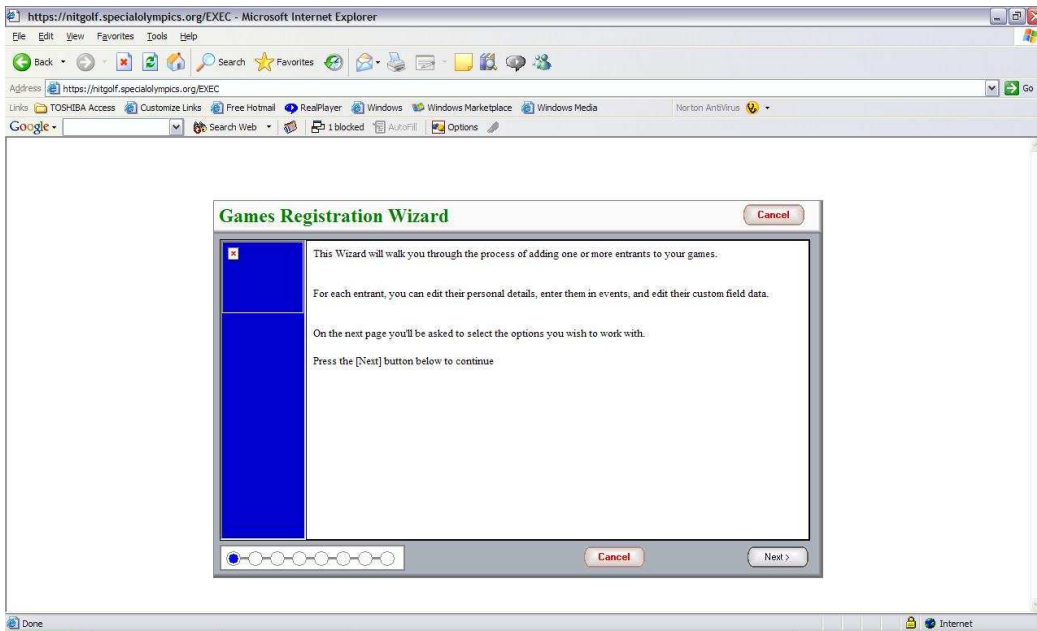 https://nitgolf.specialolympics.org/EXEC - Microsoft Internet Explorer
File Edit View Favorites Tools Help
Back Search Favorites
Address https://nitgolf.specialolympics.org/EXEC Go
Links TOSHIBA Access Customize Links Free Hotmail RealPlayer Windows Windows Marketplace Windows Media Norton AntiVirus
Google Search Web 1 blocked AutoFill Options
Games Registration Wizard Cancel
This Wizard will walk you through the process of adding one or more entrants to your games.
For each entrant, you can edit their personal details, enter them in events, and edit their custom field data.
On the next page you'll be asked to select the options you wish to work with.
Press the [Next] button below to continue
Cancel Next >
Done Internet